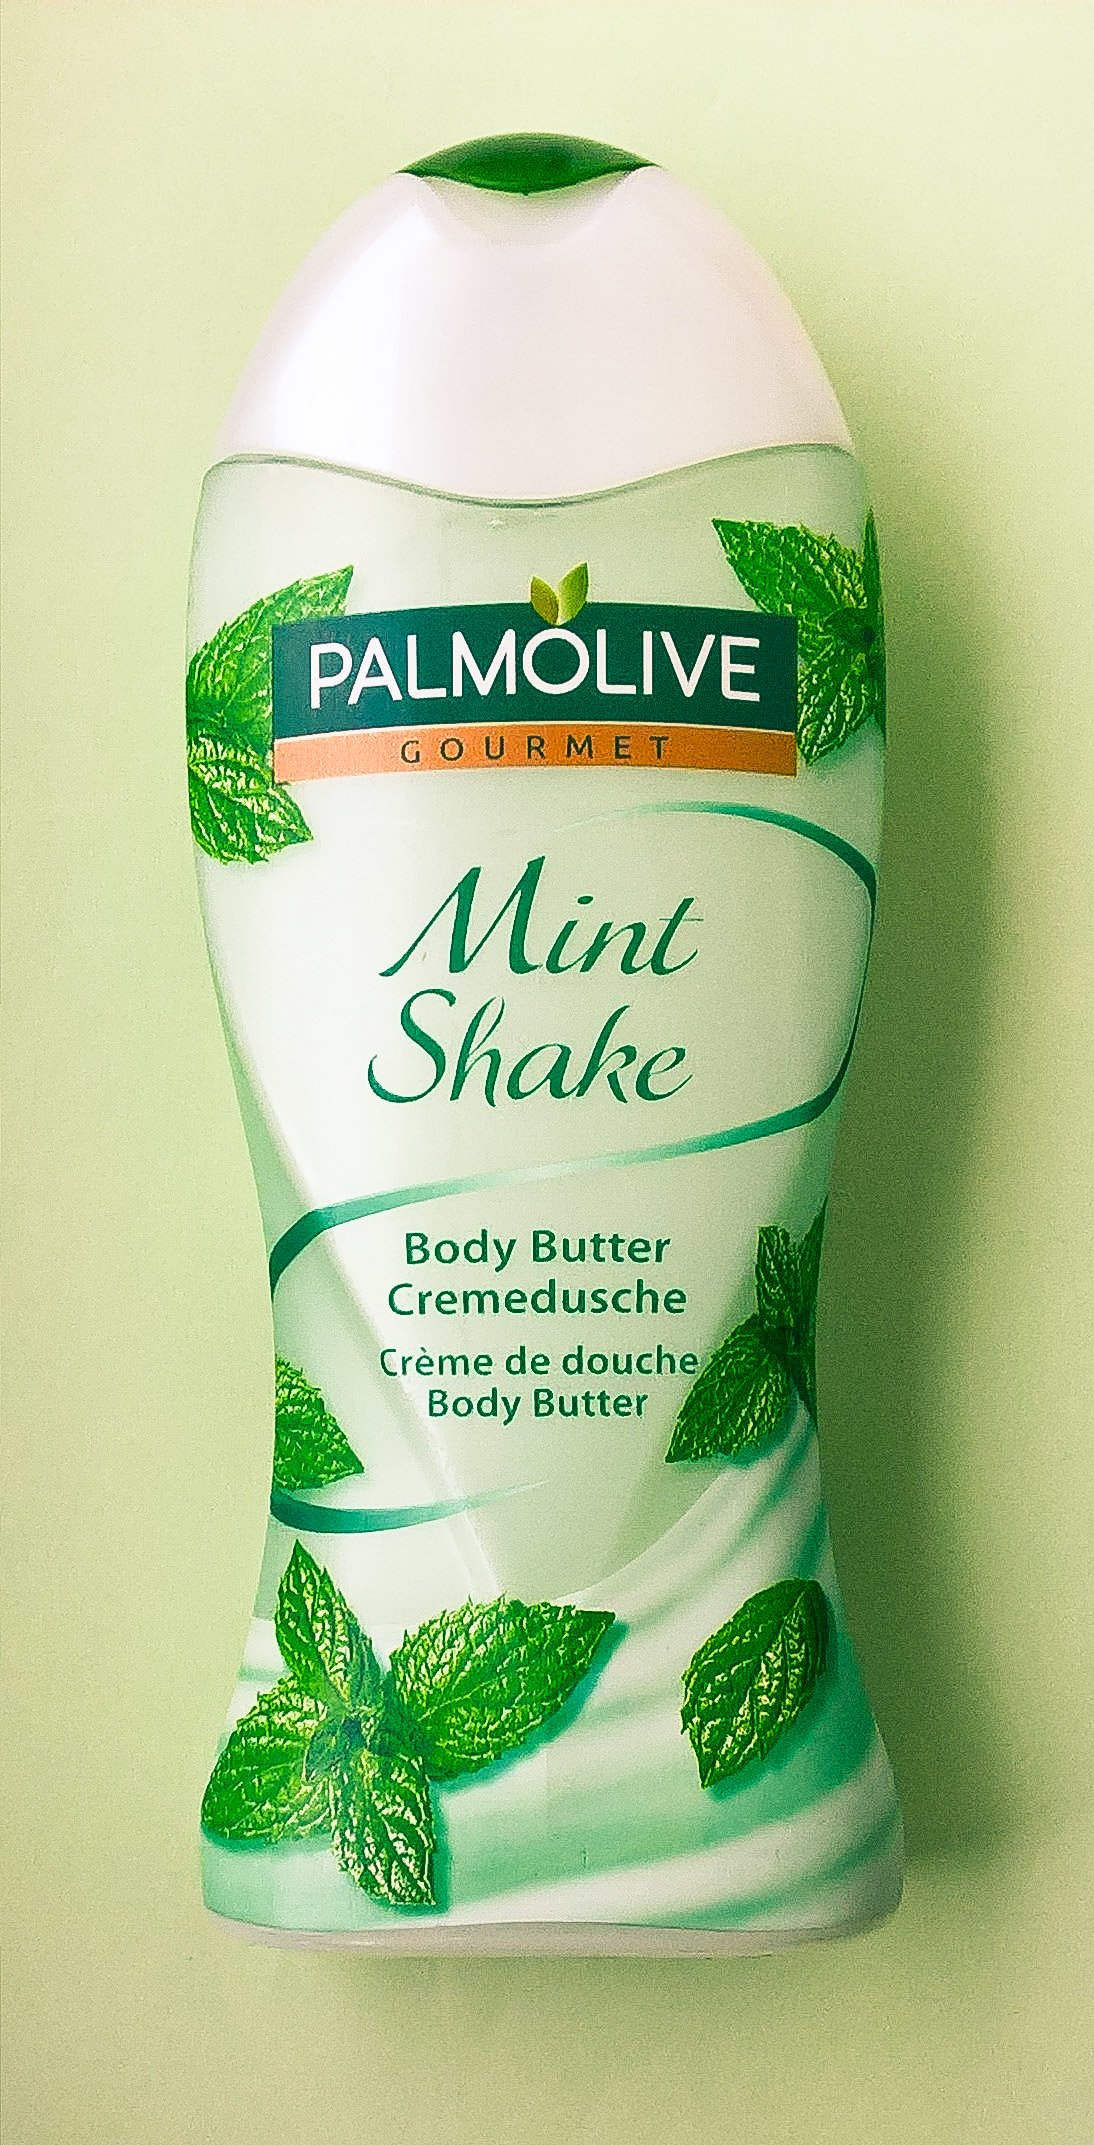 PALMOLIVE
GOURMET
Mint
Shake
Body Butter
Cremedusche
Crème de douche
Body Butter